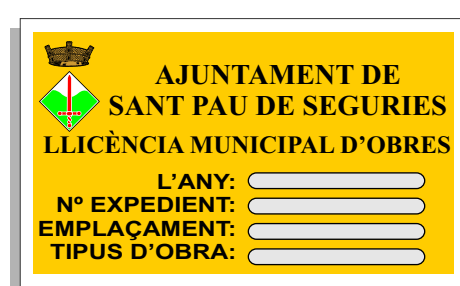 AJUNTAMENT DE
SANT PAU DE SEGURIES
LLICÈNCIA MUNICIPAL D’OBRES
L’ANY:
Nº EXPEDIENT:
EMPLAÇAMENT:
TIPUS D’OBRA: